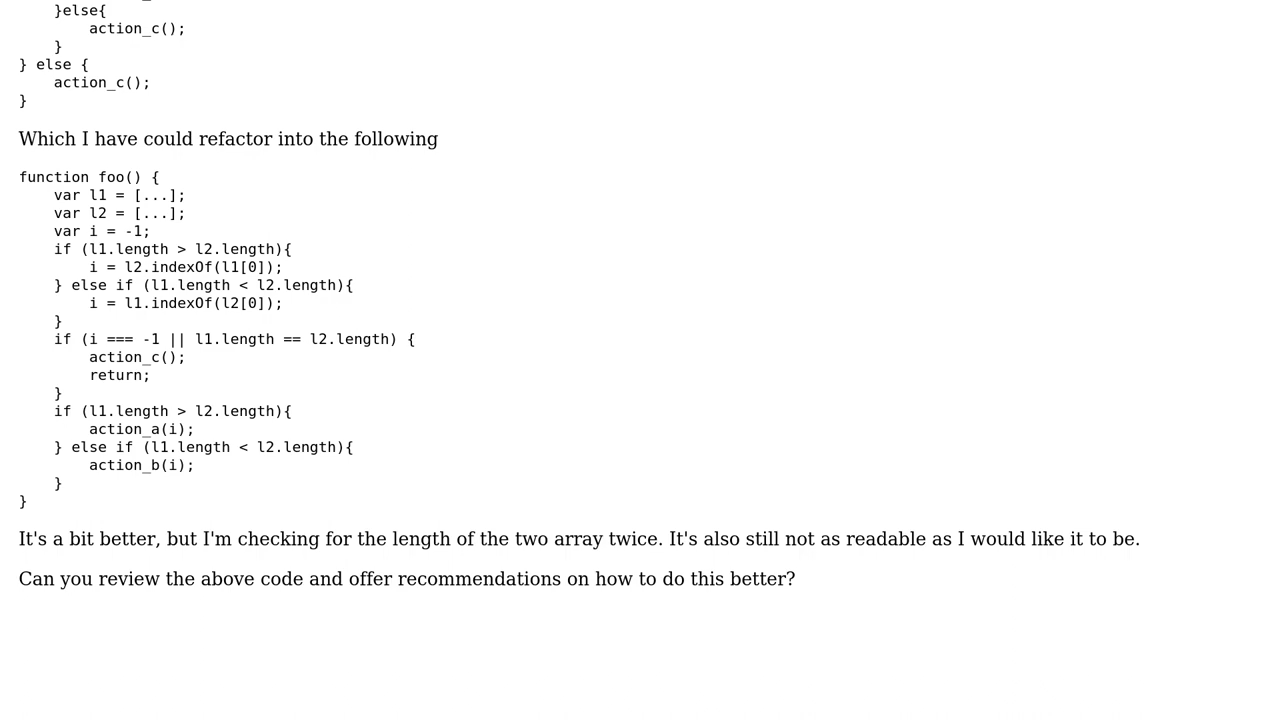 }else{
        action_c();
    }
} else {
    action_c();
}
Which I have could refactor into the following
function foo() {
    var l1 = [...];
    var l2 = [...];
    var i = -1;
    if (l1.length > l2.length){
        i = l2.indexOf(l1[0]);
    } else if (l1.length < l2.length){
        i = l1.indexOf(l2[0]);
    }
    if (i === -1 || l1.length == l2.length) {
        action_c();
        return;
    }
    if (l1.length > l2.length){
        action_a(i);
    } else if (l1.length < l2.length){
        action_b(i);
    }
}
It's a bit better, but I'm checking for the length of the two array twice. It's also still not as readable as I would like it to be.
Can you review the above code and offer recommendations on how to do this better?